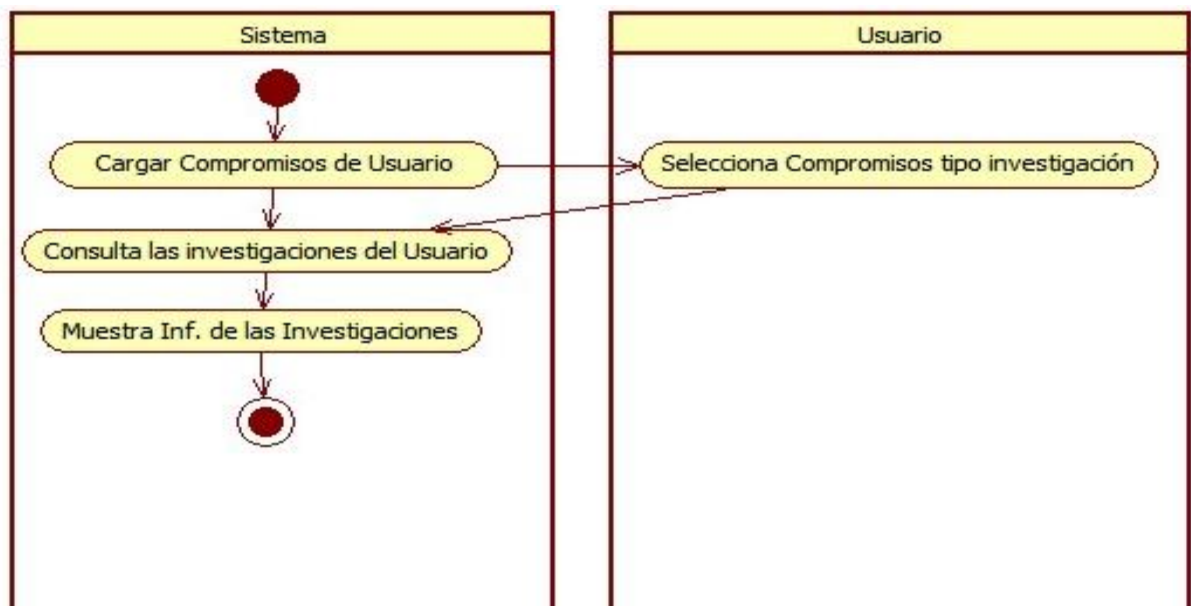 Sistema
Usuario
Cargar Compromisos de Usuario
Selecciona Compromisos tipo investigación
Consulta las investigaciones del Usuario
Muestra Inf. de las Investigaciones